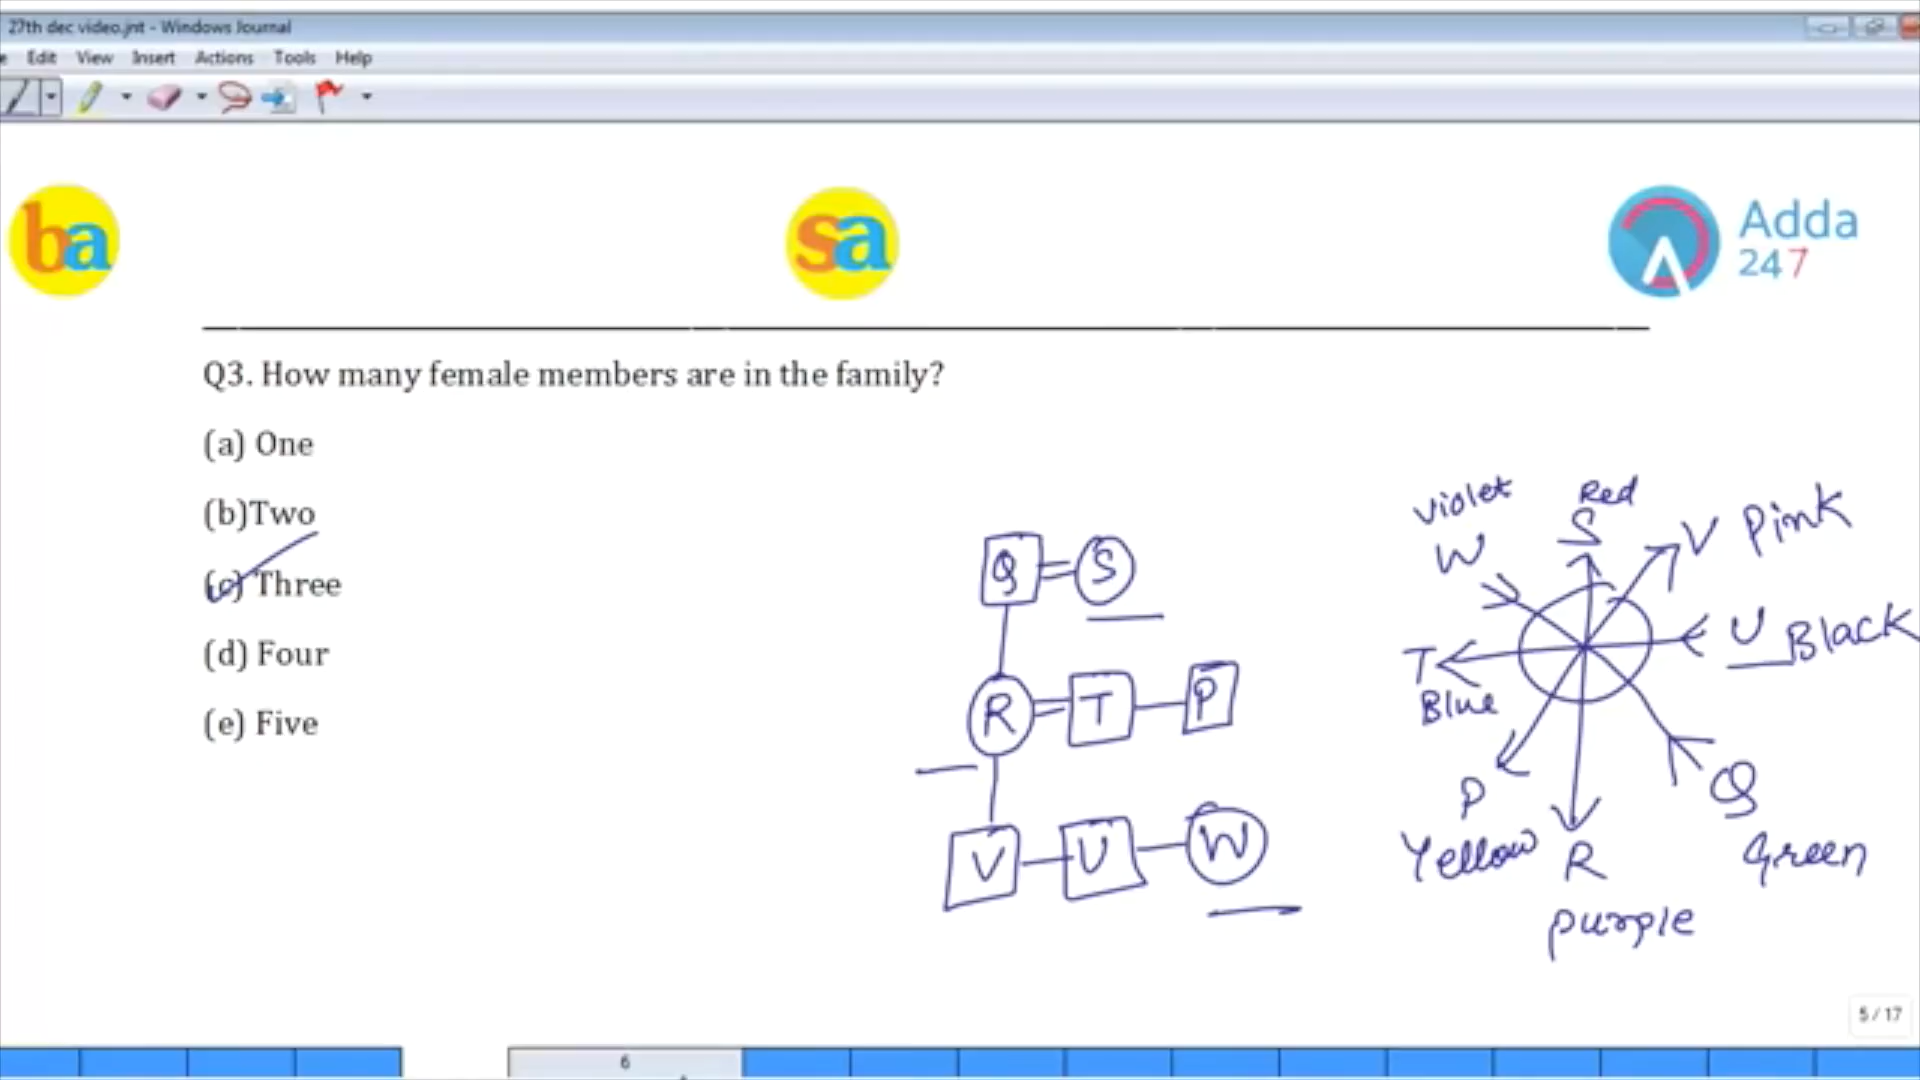 27th dec video.jnt - Windows Journal
Edit View Insert Actions Tools Help
ba
sa
Adda
247
Q3. How many female members are in the family?
(a) One
(b)Two
(c) Three
(d) Four
(e) Five
Q S
R T P
V U W
Violet
W
Red
S
V Pink
U Black
T
Blue
P
Yellow
R
purple
Q
Green
5 / 17
6